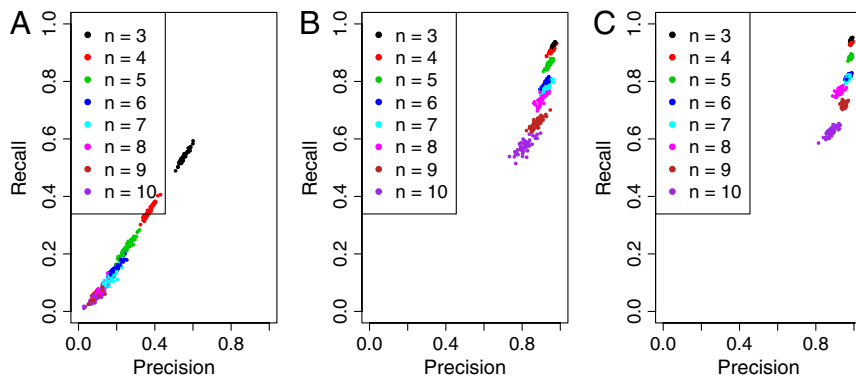 A
n = 3
n = 4
n = 5
n = 6
n = 7
n = 8
n = 9
n = 10
Recall
0.0 0.2 0.4 0.6 0.8 1.0
0.0 0.4 0.8
Precision
B
n = 3
n = 4
n = 5
n = 6
n = 7
n = 8
n = 9
n = 10
Recall
0.0 0.2 0.4 0.6 0.8 1.0
0.0 0.4 0.8
Precision
C
n = 3
n = 4
n = 5
n = 6
n = 7
n = 8
n = 9
n = 10
Recall
0.0 0.2 0.4 0.6 0.8 1.0
0.0 0.4 0.8
Precision